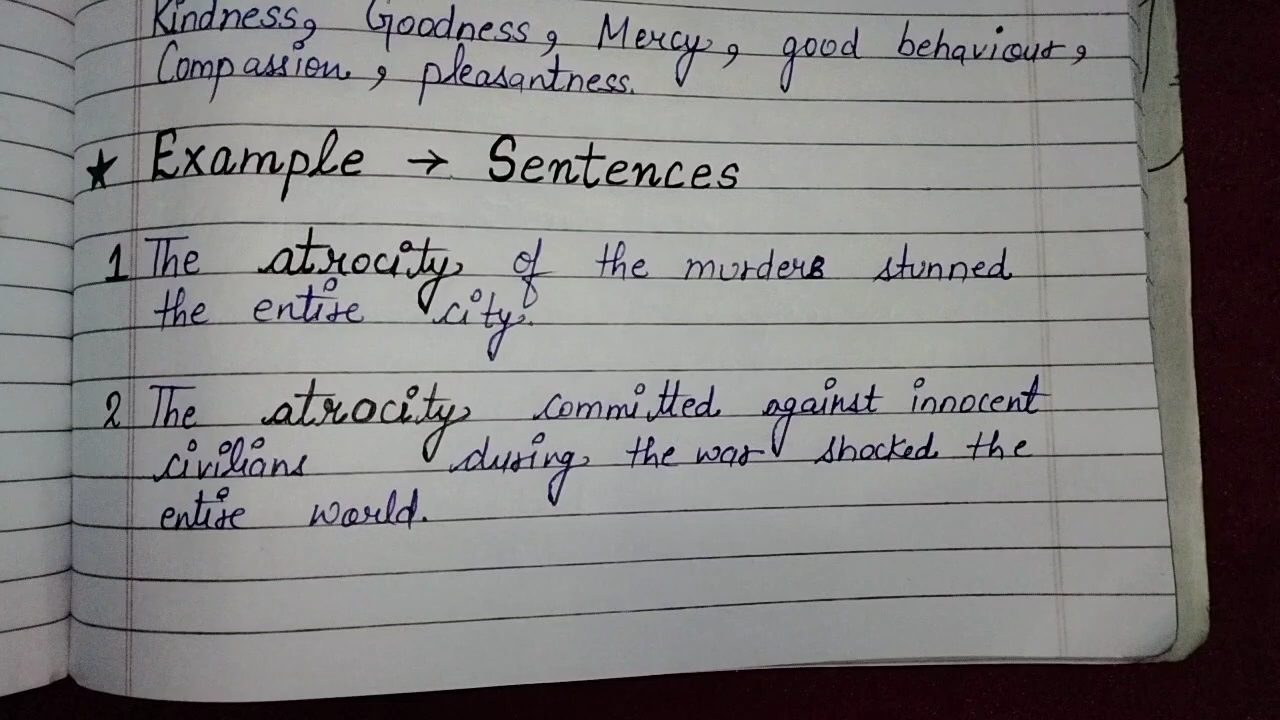 Kindness, Goodness, Mercy, good behaviour,
Compassion, pleasantness.
★ Example → Sentences
1 The atrocity of the murders stunned
the entire city.
2 The atrocity committed against innocent
civilians during the war shocked the
entire world.